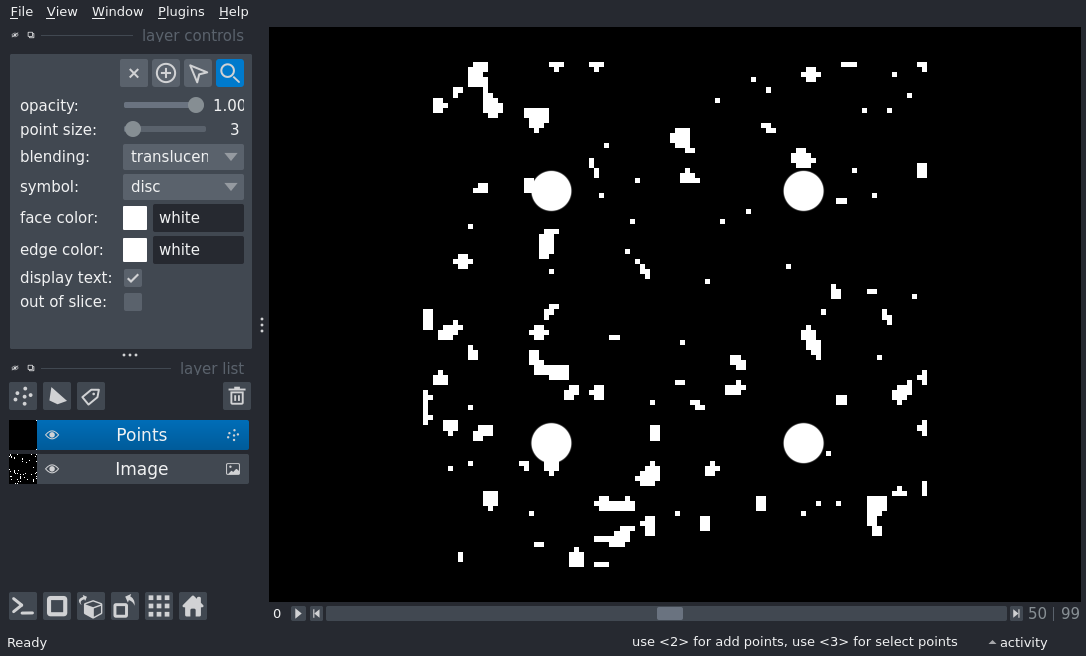 File View Window Plugins Help
layer controls
opacity: 1.00
point size: 3
blending: translucen
symbol: disc
face color: white
edge color: white
display text:
out of slice:
layer list
Points
Image
0 50 | 99
Ready use <2> for add points, use <3> for select points activity